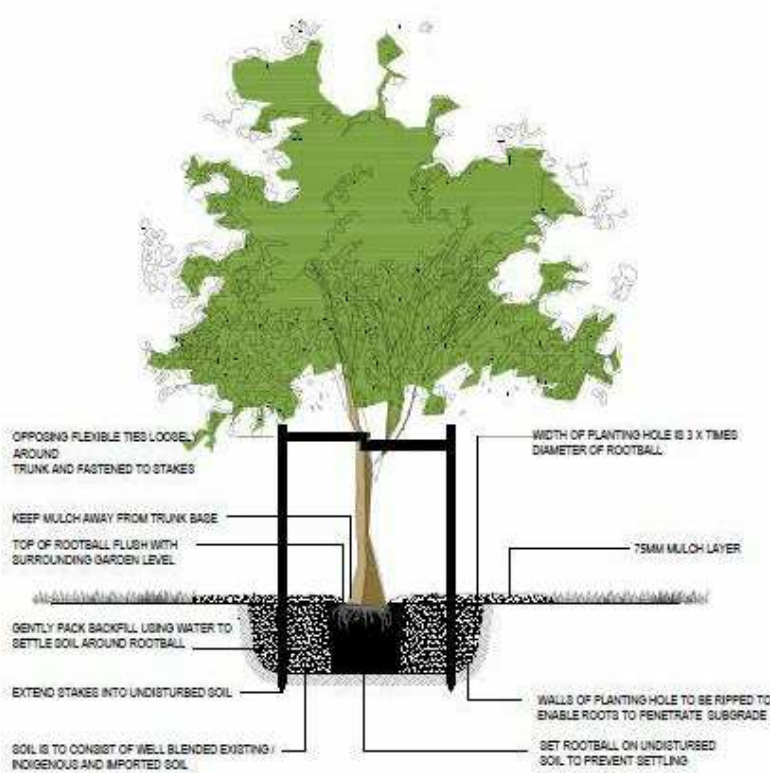 OPPOSING FLEXIBLE TIES LOOSELY
AROUND
TRUNK AND FASTENED TO STAKES
KEEP MULCH AWAY FROM TRUNK BASE
TOP OF ROOTBALL FLUSH WITH
SURROUNDING GARDEN LEVEL
GENTLY PACK BACKFILL USING WATER TO
SETTLE SOIL AROUND ROOTBALL
EXTEND STAKES INTO UNDISTURBED SOIL
SOIL IS TO CONSIST OF WELL BLENDED EXISTING /
INDIGENOUS AND IMPORTED SOIL
WIDTH OF PLANTING HOLE IS 3 X TIMES
DIAMETER OF ROOTBALL
75MM MULCH LAYER
WALLS OF PLANTING HOLE TO BE RIPPED TO
ENABLE ROOTS TO PENETRATE SUBGRADE
SET ROOTBALL ON UNDISTURBED
SOIL TO PREVENT SETTLING